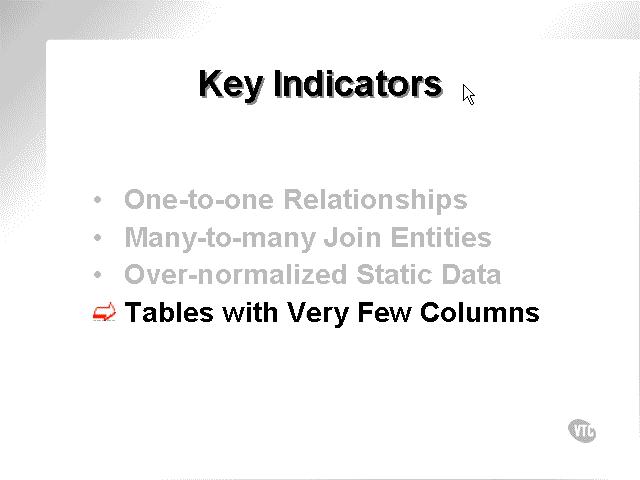 Key Indicators
• One-to-one Relationships
• Many-to-many Join Entities
• Over-normalized Static Data
Tables with Very Few Columns
VTC